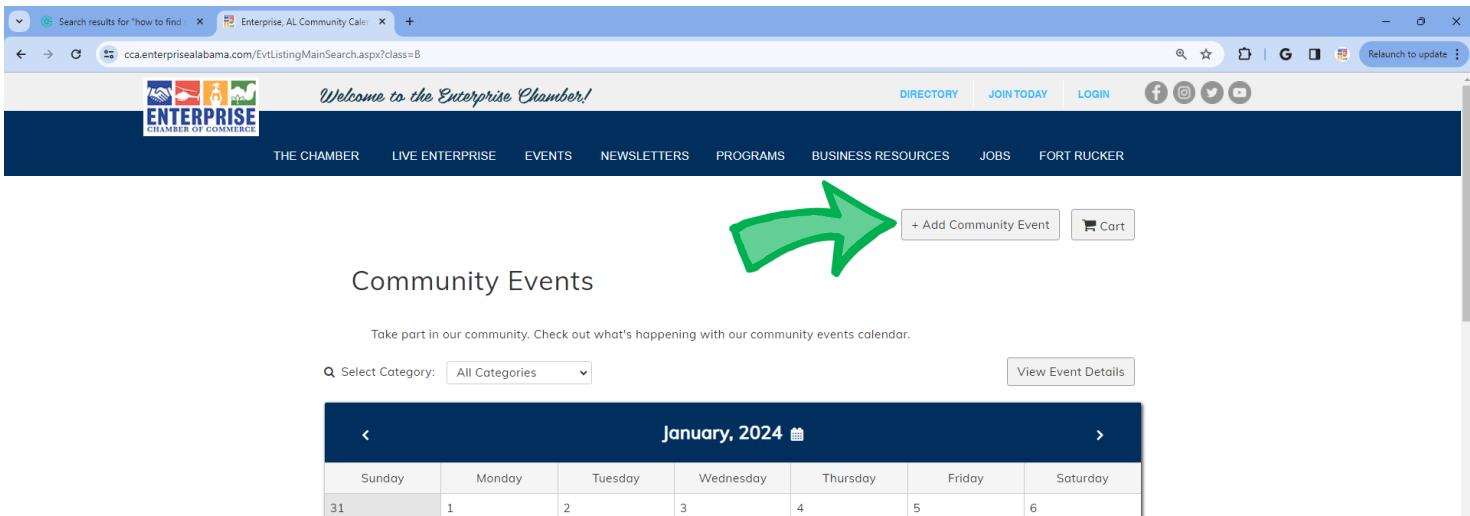 Search results for "how to find
Enterprise, AL Community Cale
cca.enterprisealabama.com/EvtListingMainSearch.aspx?class=B
Relaunch to update
ENTERPRISE
CHAMBER OF COMMERCE
Welcome to the Enterprise Chamber!
DIRECTORY JOIN TODAY LOGIN
THE CHAMBER LIVE ENTERPRISE EVENTS NEWSLETTERS PROGRAMS BUSINESS RESOURCES JOBS FORT RUCKER
+ Add Community Event Cart
Community Events
Take part in our community. Check out what's happening with our community events calendar.
Select Category: All Categories View Event Details
January, 2024
Sunday Monday Tuesday Wednesday Thursday Friday Saturday
31 1 2 3 4 5 6